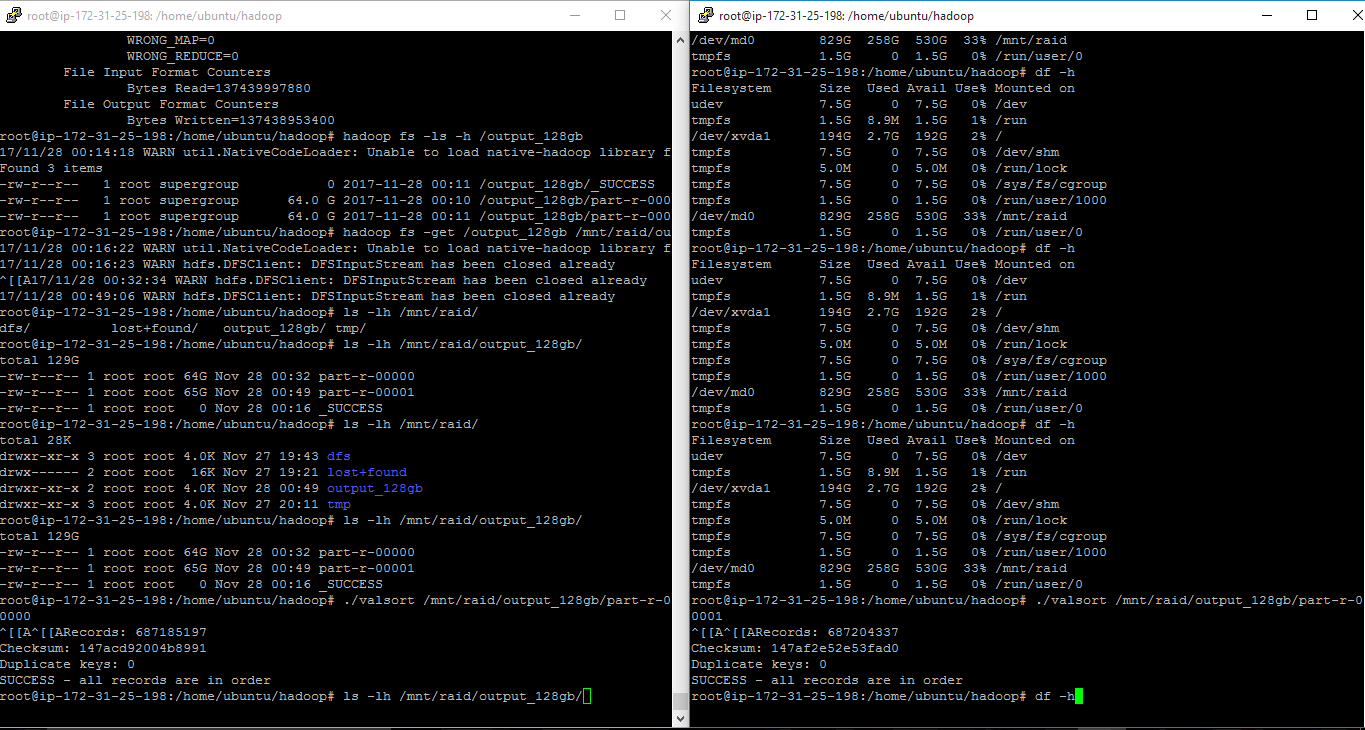 root@ip-172-31-25-198: /home/ubuntu/hadoop
WRONG_MAP=0
WRONG_REDUCE=0
File Input Format Counters
Bytes Read=137439997880
File Output Format Counters
Bytes Written=137438953400
root@ip-172-31-25-198:/home/ubuntu/hadoop# hadoop fs -ls -h /output_128gb
17/11/28 00:14:18 WARN util.NativeCodeLoader: Unable to load native-hadoop library f
Found 3 items
-rw-r--r--   1 root supergroup          0 2017-11-28 00:11 /output_128gb/_SUCCESS
-rw-r--r--   1 root supergroup     64.0 G 2017-11-28 00:10 /output_128gb/part-r-000
-rw-r--r--   1 root supergroup     64.0 G 2017-11-28 00:11 /output_128gb/part-r-000
root@ip-172-31-25-198:/home/ubuntu/hadoop# hadoop fs -get /output_128gb /mnt/raid/ou
17/11/28 00:16:22 WARN util.NativeCodeLoader: Unable to load native-hadoop library f
17/11/28 00:16:23 WARN hdfs.DFSClient: DFSInputStream has been closed already
^[[A17/11/28 00:32:34 WARN hdfs.DFSClient: DFSInputStream has been closed already
17/11/28 00:49:06 WARN hdfs.DFSClient: DFSInputStream has been closed already
root@ip-172-31-25-198:/home/ubuntu/hadoop# ls -lh /mnt/raid/
dfs/          lost+found/   output_128gb/ tmp/
root@ip-172-31-25-198:/home/ubuntu/hadoop# ls -lh /mnt/raid/output_128gb/
total 129G
-rw-r--r-- 1 root root 64G Nov 28 00:32 part-r-00000
-rw-r--r-- 1 root root 65G Nov 28 00:49 part-r-00001
-rw-r--r-- 1 root root   0 Nov 28 00:16 _SUCCESS
root@ip-172-31-25-198:/home/ubuntu/hadoop# ls -lh /mnt/raid/
total 28K
drwxr-xr-x 3 root root 4.0K Nov 27 19:43 dfs
drwx------ 2 root root  16K Nov 27 19:21 lost+found
drwxr-xr-x 2 root root 4.0K Nov 28 00:49 output_128gb
drwxr-xr-x 3 root root 4.0K Nov 27 20:11 tmp
root@ip-172-31-25-198:/home/ubuntu/hadoop# ls -lh /mnt/raid/output_128gb/
total 129G
-rw-r--r-- 1 root root 64G Nov 28 00:32 part-r-00000
-rw-r--r-- 1 root root 65G Nov 28 00:49 part-r-00001
-rw-r--r-- 1 root root   0 Nov 28 00:16 _SUCCESS
root@ip-172-31-25-198:/home/ubuntu/hadoop# ./valsort /mnt/raid/output_128gb/part-r-0
0000
^[[A^[[ARecords: 687185197
Checksum: 147acd92004b8991
Duplicate keys: 0
SUCCESS - all records are in order
root@ip-172-31-25-198:/home/ubuntu/hadoop# ls -lh /mnt/raid/output_128gb/
root@ip-172-31-25-198: /home/ubuntu/hadoop
/dev/md0        829G  258G  530G  33% /mnt/raid
tmpfs           1.5G     0  1.5G   0% /run/user/0
root@ip-172-31-25-198:/home/ubuntu/hadoop# df -h
Filesystem      Size  Used Avail Use% Mounted on
udev            7.5G     0  7.5G   0% /dev
tmpfs           1.5G  8.9M  1.5G   1% /run
/dev/xvda1      194G  2.7G  192G   2% /
tmpfs           7.5G     0  7.5G   0% /dev/shm
tmpfs           5.0M     0  5.0M   0% /run/lock
tmpfs           7.5G     0  7.5G   0% /sys/fs/cgroup
tmpfs           1.5G     0  1.5G   0% /run/user/1000
/dev/md0        829G  258G  530G  33% /mnt/raid
tmpfs           1.5G     0  1.5G   0% /run/user/0
root@ip-172-31-25-198:/home/ubuntu/hadoop# df -h
Filesystem      Size  Used Avail Use% Mounted on
udev            7.5G     0  7.5G   0% /dev
tmpfs           1.5G  8.9M  1.5G   1% /run
/dev/xvda1      194G  2.7G  192G   2% /
tmpfs           7.5G     0  7.5G   0% /dev/shm
tmpfs           5.0M     0  5.0M   0% /run/lock
tmpfs           7.5G     0  7.5G   0% /sys/fs/cgroup
tmpfs           1.5G     0  1.5G   0% /run/user/1000
/dev/md0        829G  258G  530G  33% /mnt/raid
tmpfs           1.5G     0  1.5G   0% /run/user/0
root@ip-172-31-25-198:/home/ubuntu/hadoop# df -h
Filesystem      Size  Used Avail Use% Mounted on
udev            7.5G     0  7.5G   0% /dev
tmpfs           1.5G  8.9M  1.5G   1% /run
/dev/xvda1      194G  2.7G  192G   2% /
tmpfs           7.5G     0  7.5G   0% /dev/shm
tmpfs           5.0M     0  5.0M   0% /run/lock
tmpfs           7.5G     0  7.5G   0% /sys/fs/cgroup
tmpfs           1.5G     0  1.5G   0% /run/user/1000
/dev/md0        829G  258G  530G  33% /mnt/raid
tmpfs           1.5G     0  1.5G   0% /run/user/0
root@ip-172-31-25-198:/home/ubuntu/hadoop# ./valsort /mnt/raid/output_128gb/part-r-0
0001
^[[A^[[ARecords: 687204337
Checksum: 147af2e52e53fad0
Duplicate keys: 0
SUCCESS - all records are in order
root@ip-172-31-25-198:/home/ubuntu/hadoop# df -h